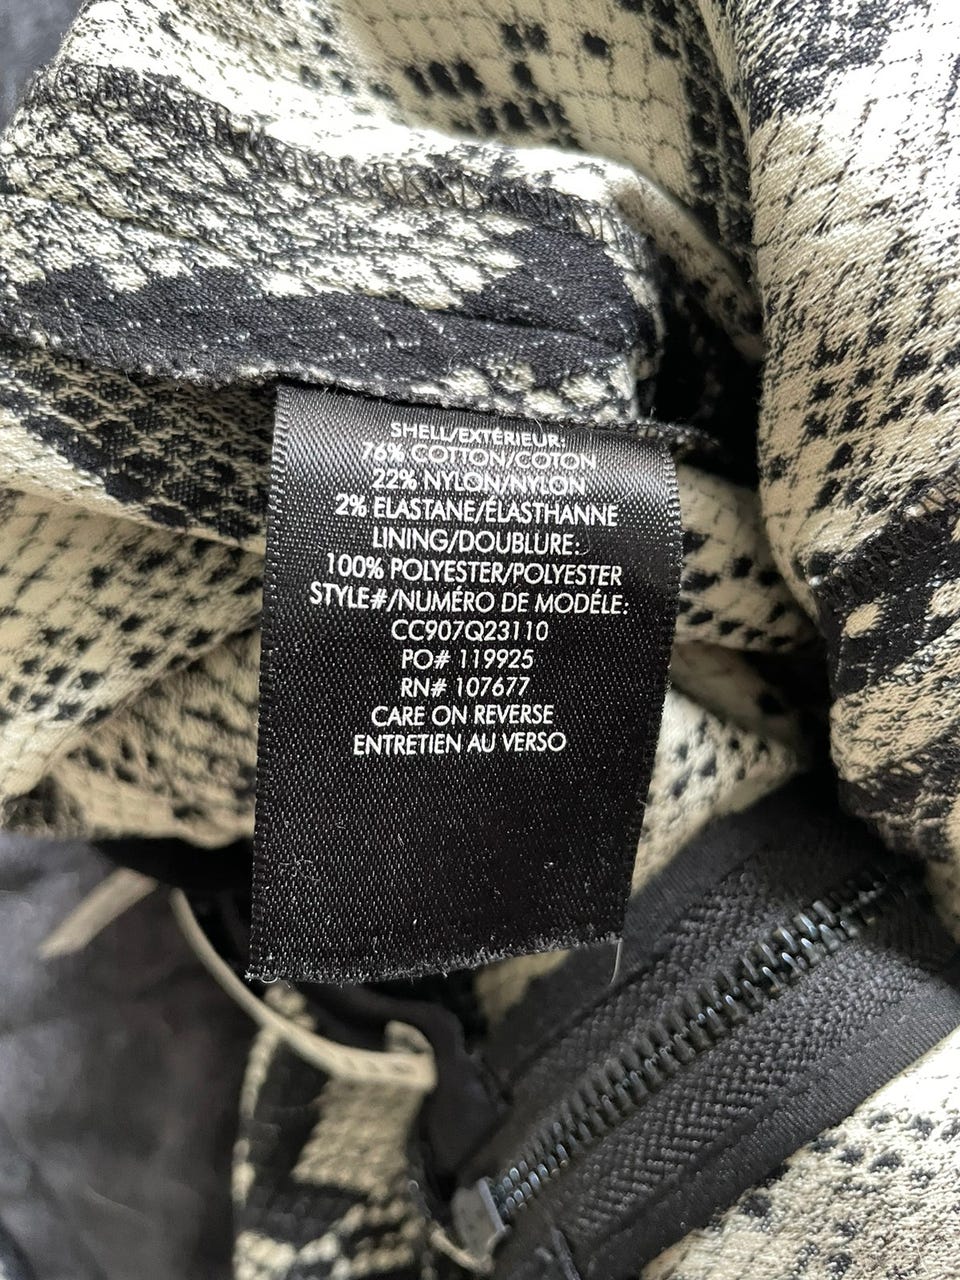 SHELL/EXTÉRIEUR:
76% COTTON/COTON
22% NYLON/NYLON
2% ELASTANE/ÉLASTHANNE
LINING/DOUBLURE:
100% POLYESTER/POLYESTER
STYLE#/NUMÉRO DE MODÉLE:
CC907Q23110
PO# 119925
RN# 107677
CARE ON REVERSE
ENTRETIEN AU VERSO